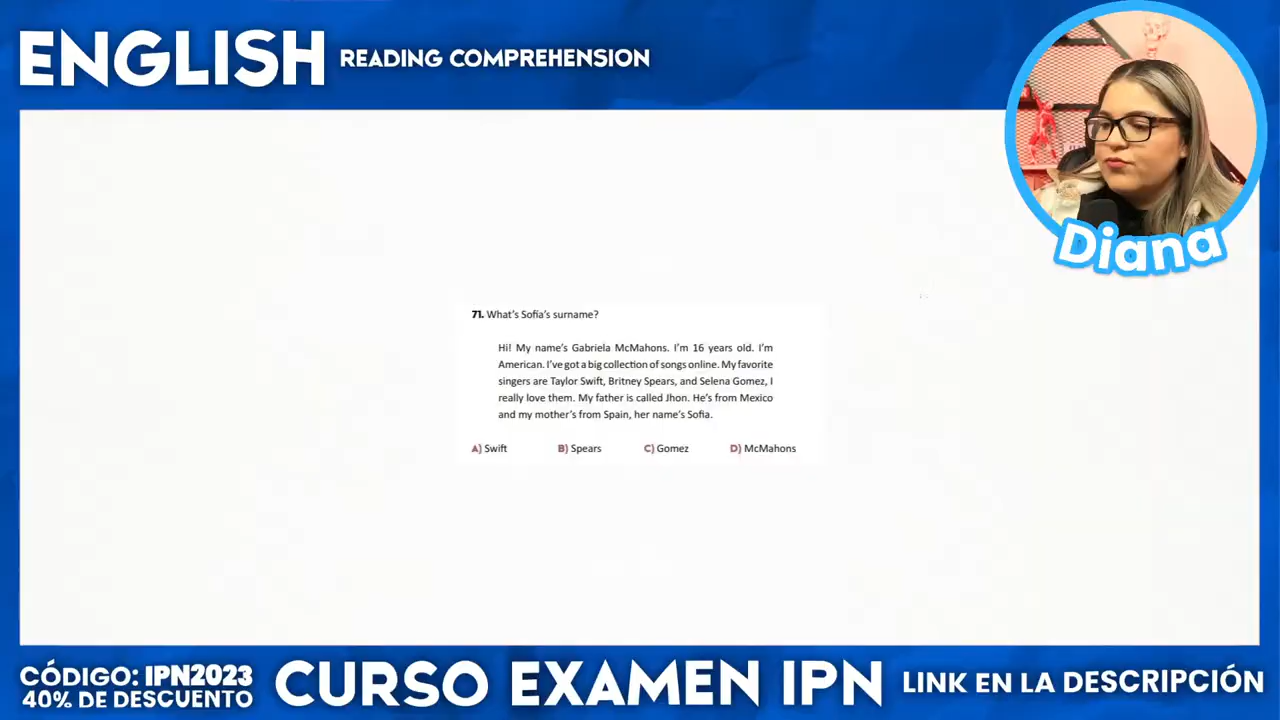 ENGLISH READING COMPREHENSION
Diana
71. What's Sofía's surname?
Hi! My name's Gabriela McMahons. I'm 16 years old. I'm
American. I've got a big collection of songs online. My favorite
singers are Taylor Swift, Britney Spears, and Selena Gomez, I
really love them. My father is called Jhon. He's from Mexico
and my mother's from Spain, her name's Sofia.
A) Swift B) Spears C) Gomez D) McMahons
CÓDIGO: IPN2023
40% DE DESCUENTO
CURSO EXAMEN IPN
LINK EN LA DESCRIPCIÓN